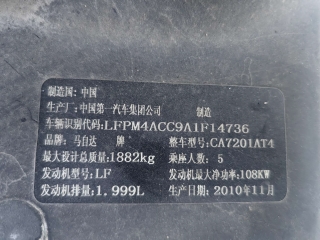 制造国: 中国
生产厂: 中国第一汽车集团公司 制造
车辆识别代码: LFPM4ACC9A1F14736
品牌: 马自达 牌 整车型号: CA7201AT4
最大设计总质量: 1882kg 乘座人数: 5
发动机型号: LF 发动机最大净功率: 108KW
发动机排量: 1.999L 生产日期: 2010年11月